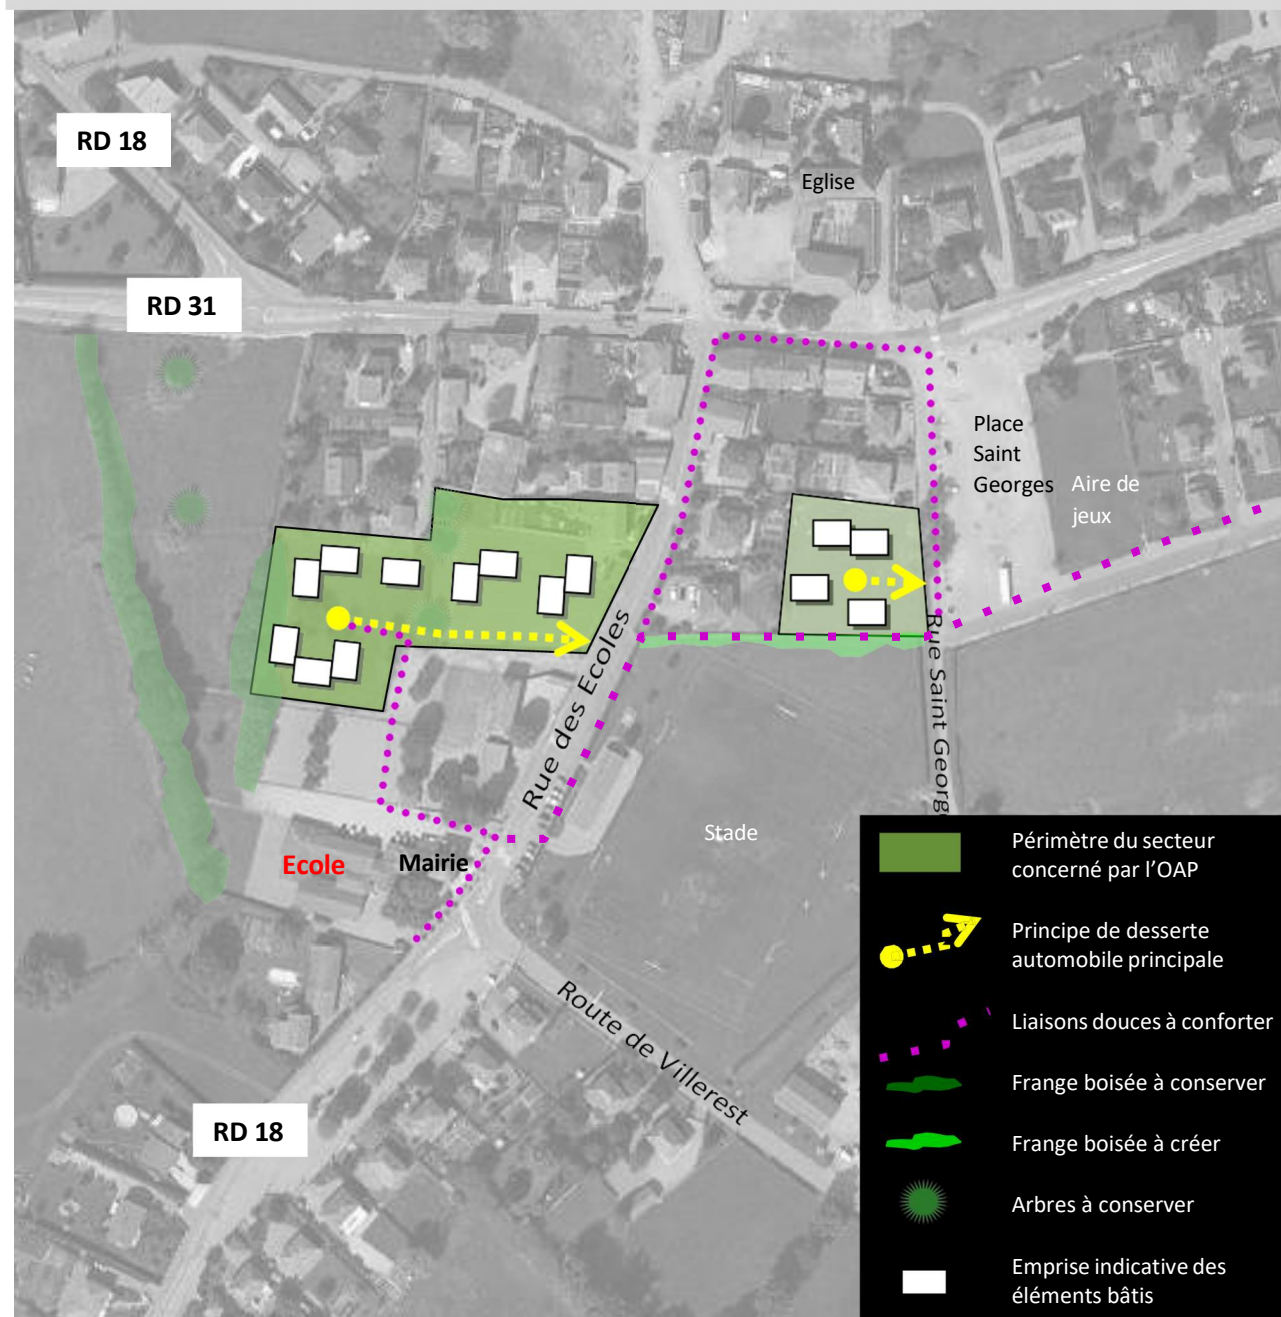 RD 18
Eglise
RD 31
Place
Saint
Georges
Aire de
jeux
Rue des Ecoles
Rue Saint Georg
Stade
Ecole
Mairie
Route de Villerest
RD 18
Périmètre du secteur
concerné par l’OAP
Principe de desserte
automobile principale
Liaisons douces à conforter
Frange boisée à conserver
Frange boisée à créer
Arbres à conserver
Emprise indicative des
éléments bâtis